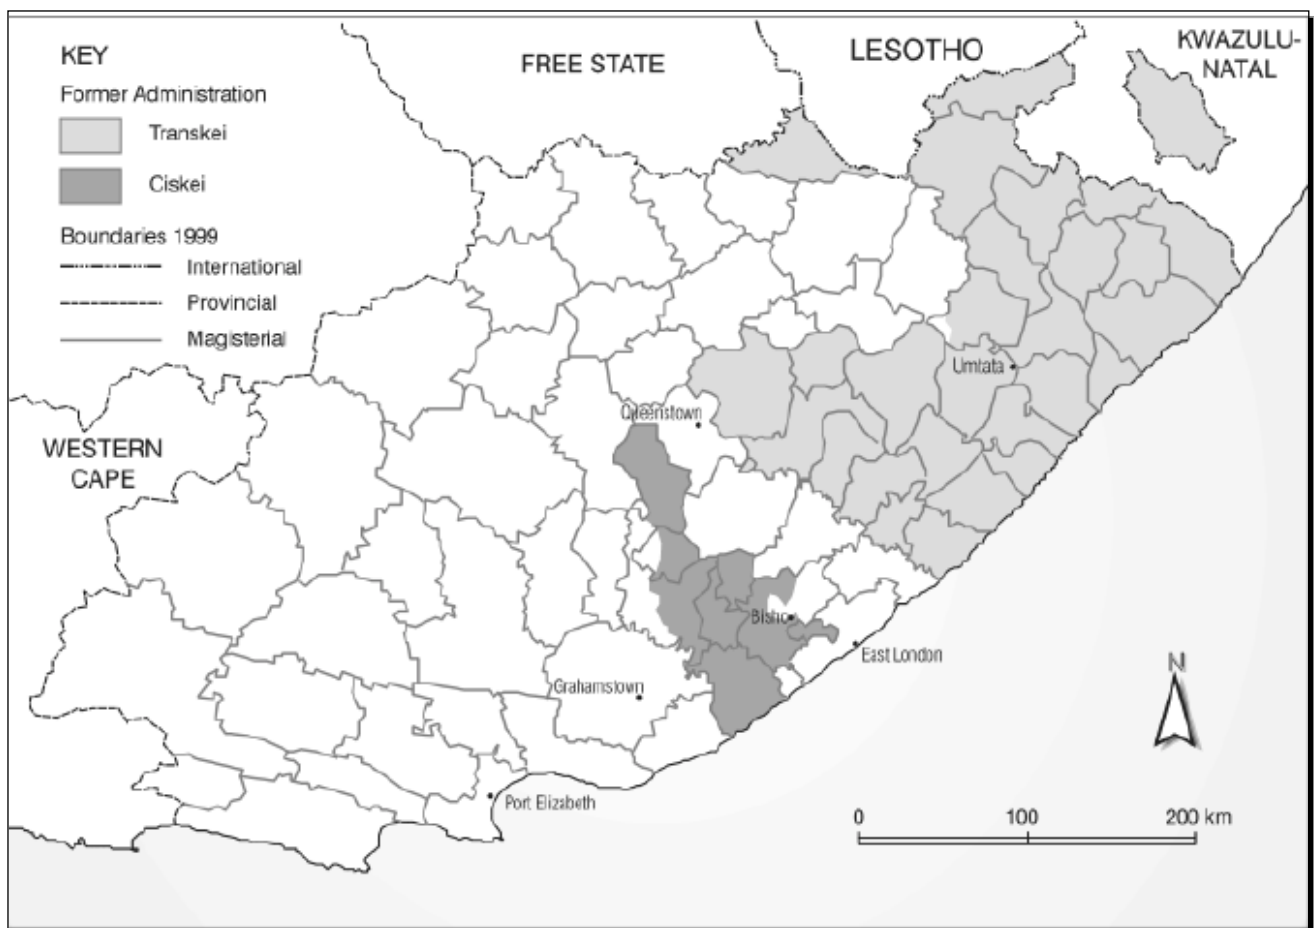 KEY
Former Administration
Transkei
Ciskei
Boundaries 1999
International
Provincial
Magisterial
FREE STATE
LESOTHO
KWAZULU-
NATAL
WESTERN
CAPE
Umtata
Queenstown
Bisho
East London
Grahamstown
Port Elizabeth
N
0 100 200 km